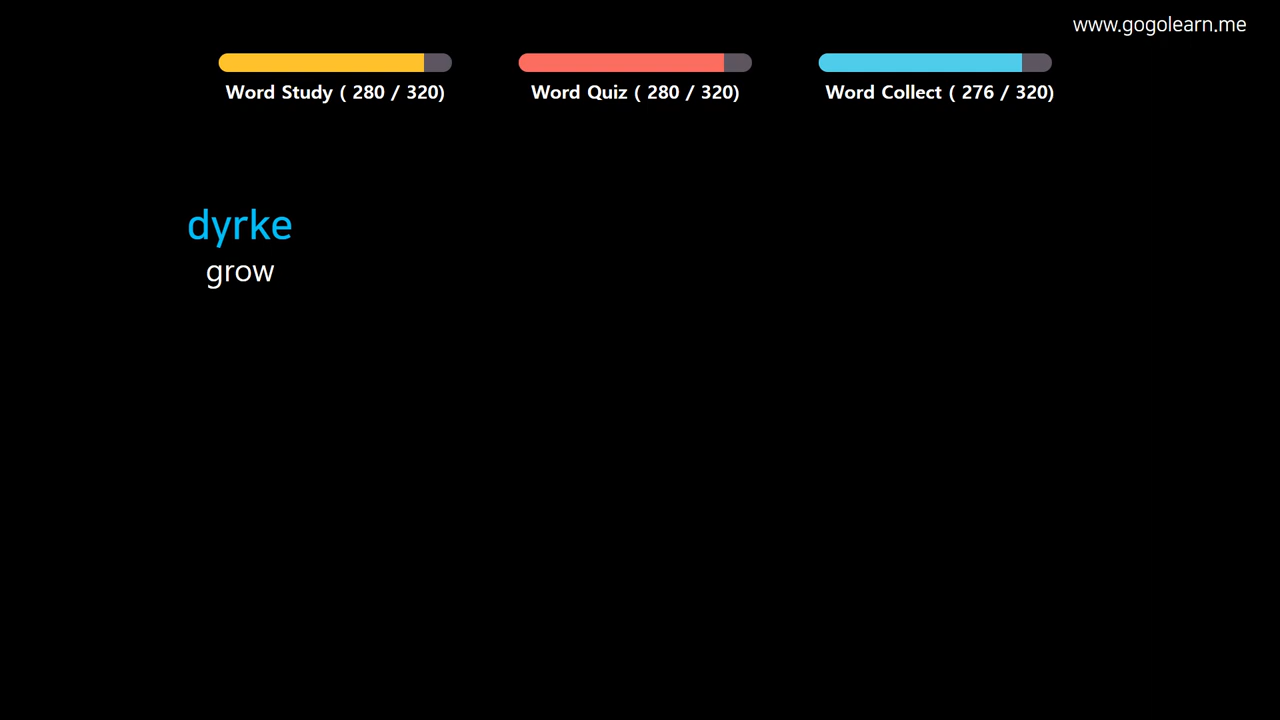 www.gogolearn.me
Word Study ( 280 / 320)
Word Quiz ( 280 / 320)
Word Collect ( 276 / 320)
dyrke
grow